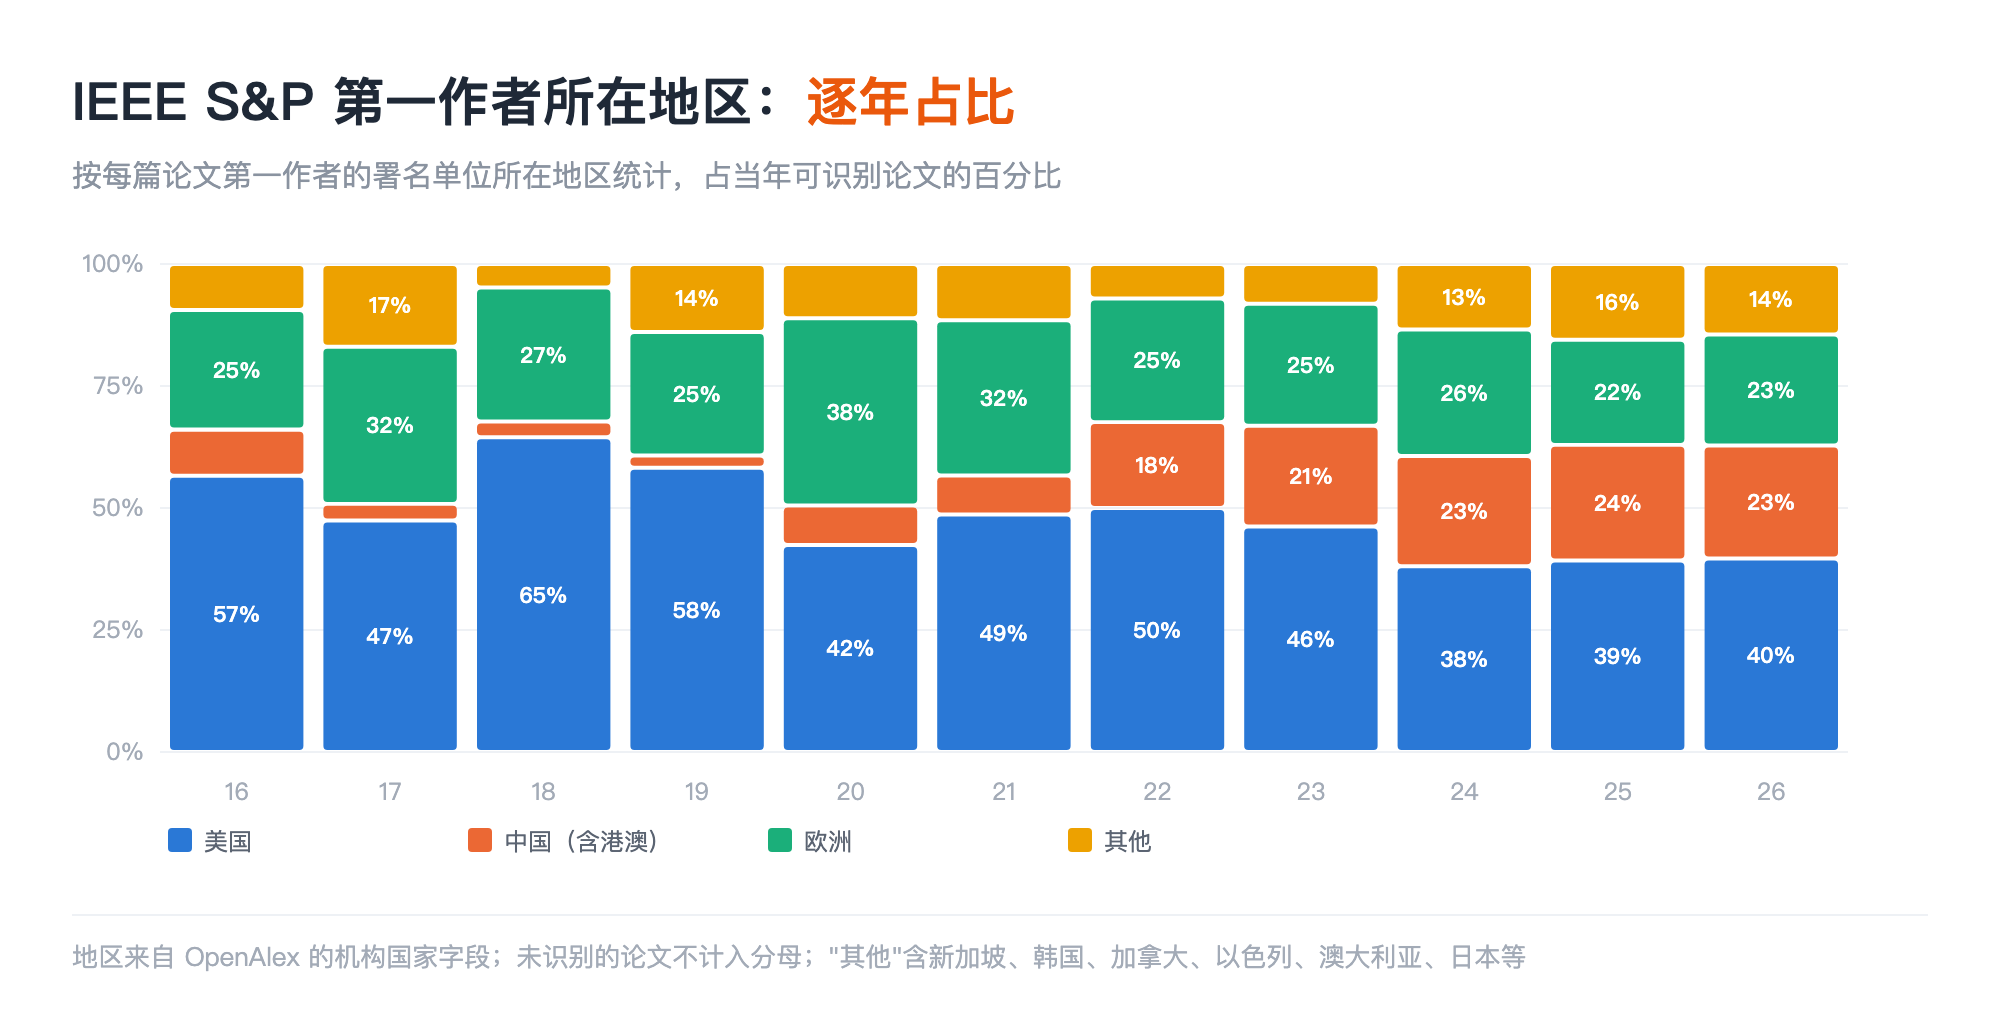 IEEE S&P 第一作者所在地区：逐年占比
按每篇论文第一作者的署名单位所在地区统计，占当年可识别论文的百分比
100%
75%
50%
25%
0%
17% 14% 13% 16% 14%
25% 32% 27% 25% 38% 32% 25% 25% 26% 22% 23%
18% 21% 23% 24% 23%
57% 47% 65% 58% 42% 49% 50% 46% 38% 39% 40%
16 17 18 19 20 21 22 23 24 25 26
美国 中国（含港澳） 欧洲 其他
地区来自 OpenAlex 的机构国家字段；未识别的论文不计入分母；"其他"含新加坡、韩国、加拿大、以色列、澳大利亚、日本等